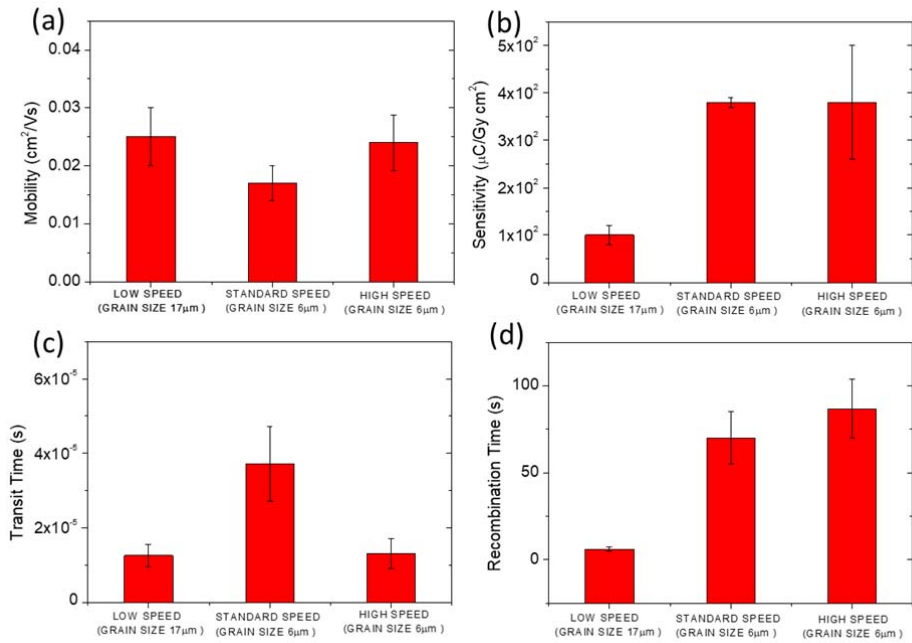 (a)
Mobility (cm²/Vs)
0.04
0.03
0.02
0.01
0.00
LOW SPEED
(GRAIN SIZE 17μm)
STANDARD SPEED
(GRAIN SIZE 6μm)
HIGH SPEED
(GRAIN SIZE 6μm)
(b)
Sensitivity (μC/Gy cm²)
5x10²
4x10²
3x10²
2x10²
1x10²
0
LOW SPEED
(GRAIN SIZE 17μm)
STANDARD SPEED
(GRAIN SIZE 6μm)
HIGH SPEED
(GRAIN SIZE 6μm)
(c)
Transit Time (s)
6x10⁻⁵
4x10⁻⁵
2x10⁻⁵
0
LOW SPEED
(GRAIN SIZE 17μm)
STANDARD SPEED
(GRAIN SIZE 6μm)
HIGH SPEED
(GRAIN SIZE 6μm)
(d)
Recombination Time (s)
100
50
0
LOW SPEED
(GRAIN SIZE 17μm)
STANDARD SPEED
(GRAIN SIZE 6μm)
HIGH SPEED
(GRAIN SIZE 6μm)